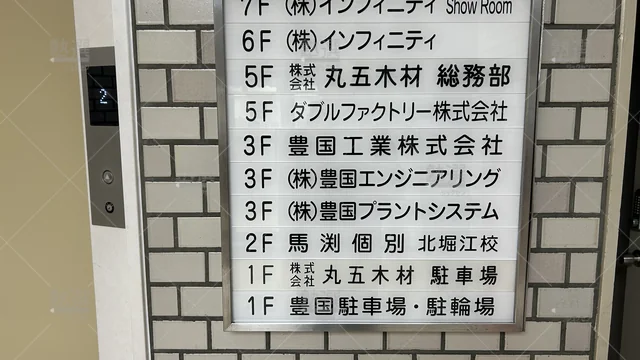 7F (株)インフィニティ Show Room
6F (株)インフィニティ
5F 株式会社 丸五木材 総務部
5F ダブルファクトリー株式会社
3F 豊国工業株式会社
3F (株)豊国エンジニアリング
3F (株)豊国プラントシステム
2F 馬渕個別 北堀江校
1F 株式会社 丸五木材 駐車場
1F 豊国駐車場・駐輪場
2